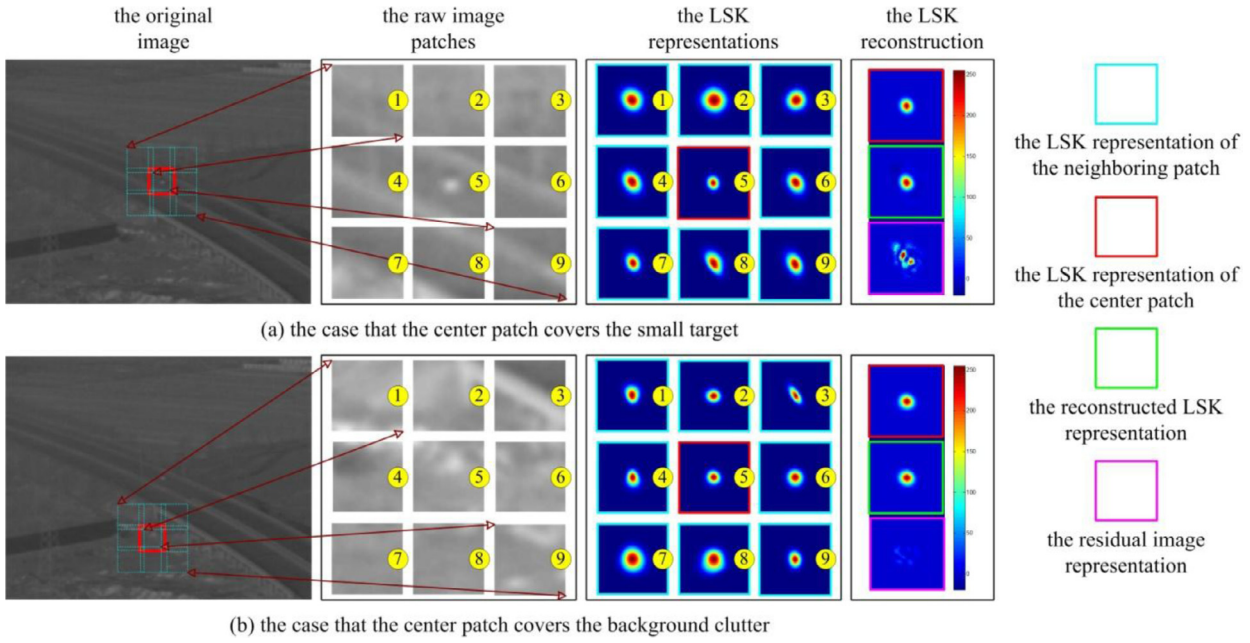 the original
image
the raw image
patches
the LSK
representations
the LSK
reconstruction
1
2
3
4
5
6
7
8
9
1
2
3
4
5
6
7
8
9
250
200
150
100
50
0
(a) the case that the center patch covers the small target
1
2
3
4
5
6
7
8
9
1
2
3
4
5
6
7
8
9
250
200
150
100
50
0
(b) the case that the center patch covers the background clutter
the LSK representation of
the neighboring patch
the LSK representation of
the center patch
the reconstructed LSK
representation
the residual image
representation